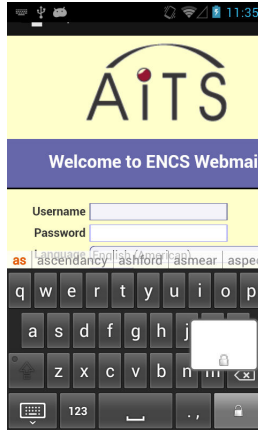 11:35
AiTS
Welcome to ENCS Webmai
Username
Password
Language English (American)
as ascendancy ashford asmear aspe
q w e r t y u i o p
a s d f g h j
z x c v b n m
123 . ,